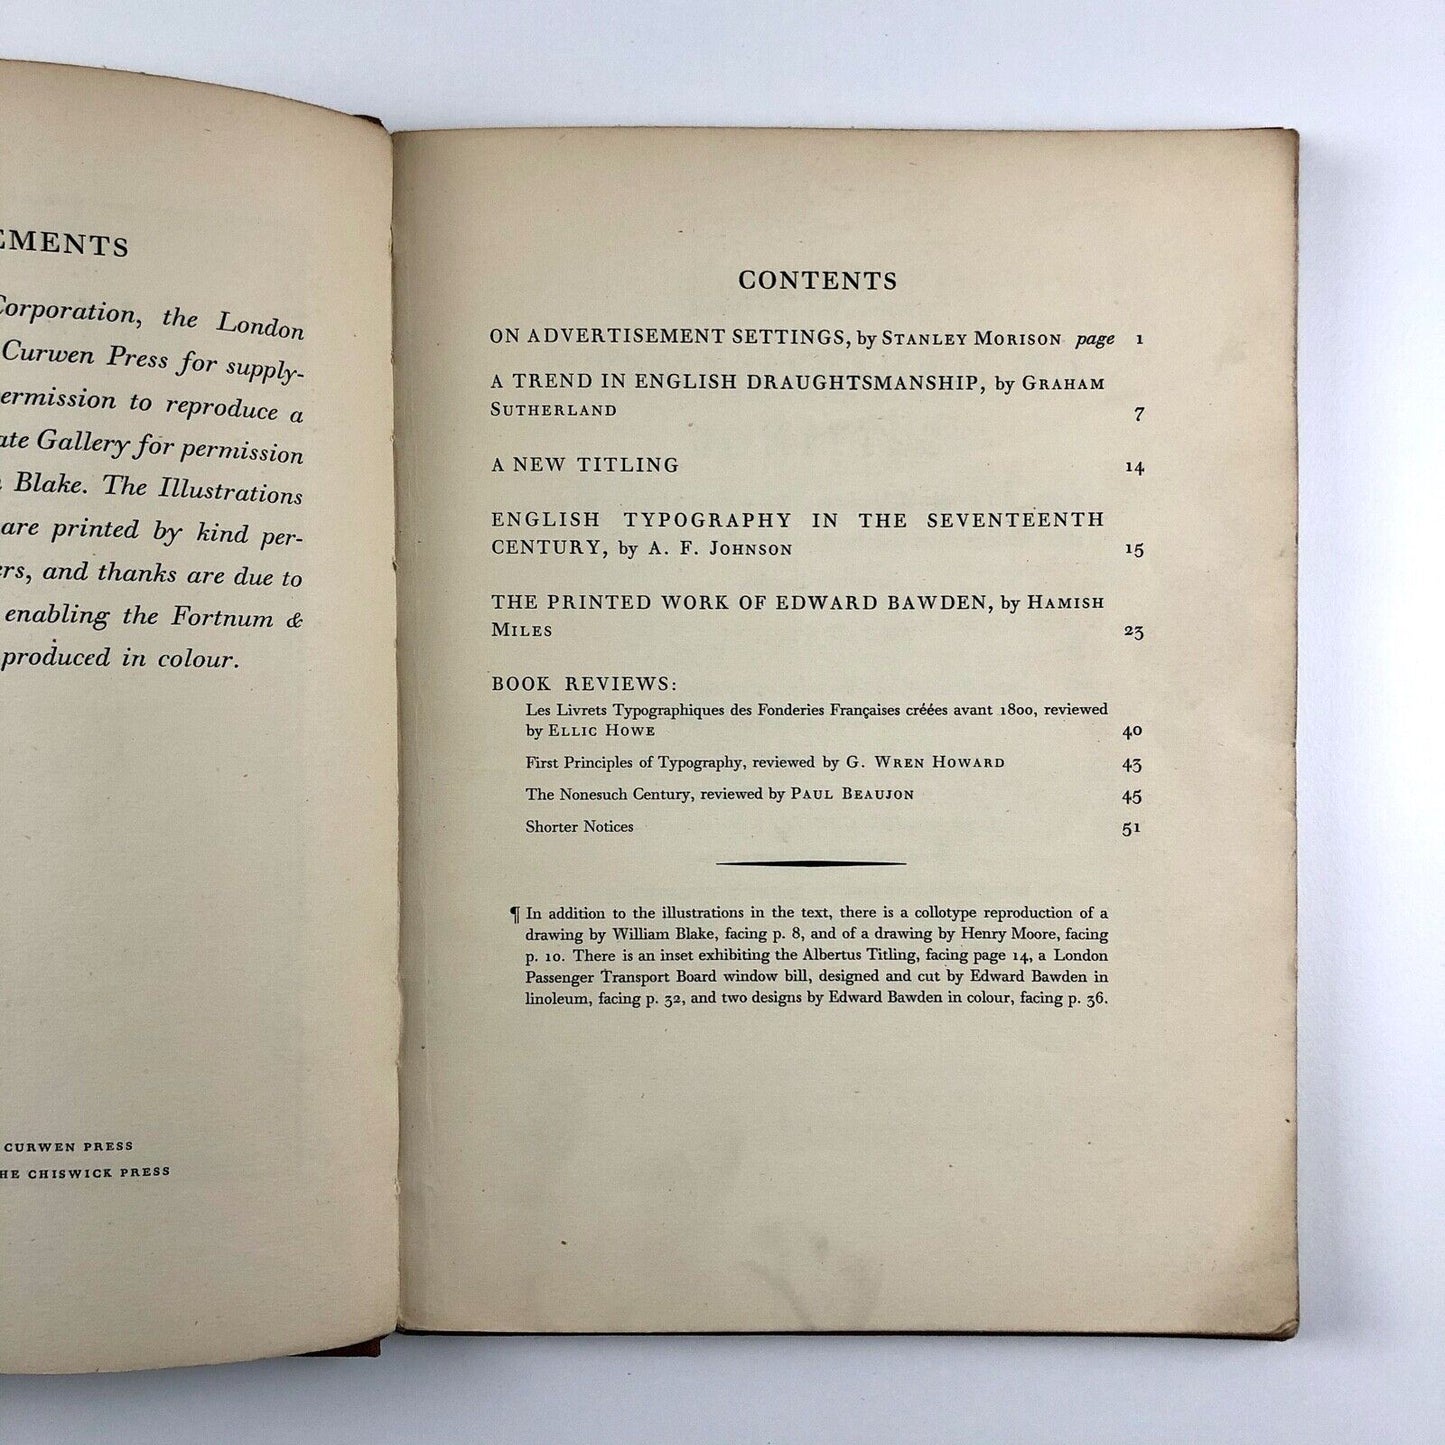 EMENTS
Corporation, the London
Curwen Press for supply-
ermission to reproduce a
ate Gallery for permission
Blake. The Illustrations
are printed by kind per-
ers, and thanks are due to
enabling the Fortnum &
produced in colour.
CURWEN PRESS
HE CHISWICK PRESS
CONTENTS
ON ADVERTISEMENT SETTINGS, by STANLEY MORISON page 1
A TREND IN ENGLISH DRAUGHTSMANSHIP, by GRAHAM
SUTHERLAND 7
A NEW TITLING 14
ENGLISH TYPOGRAPHY IN THE SEVENTEENTH
CENTURY, by A. F. JOHNSON 15
THE PRINTED WORK OF EDWARD BAWDEN, by HAMISH
MILES 23
BOOK REVIEWS:
Les Livrets Typographiques des Fonderies Françaises créées avant 1800, reviewed
by ELLIC HOWE 40
First Principles of Typography, reviewed by G. WREN HOWARD 43
The Nonesuch Century, reviewed by PAUL BEAUJON 45
Shorter Notices 51
¶ In addition to the illustrations in the text, there is a collotype reproduction of a
drawing by William Blake, facing p. 8, and of a drawing by Henry Moore, facing
p. 10. There is an inset exhibiting the Albertus Titling, facing page 14, a London
Passenger Transport Board window bill, designed and cut by Edward Bawden in
linoleum, facing p. 32, and two designs by Edward Bawden in colour, facing p. 36.